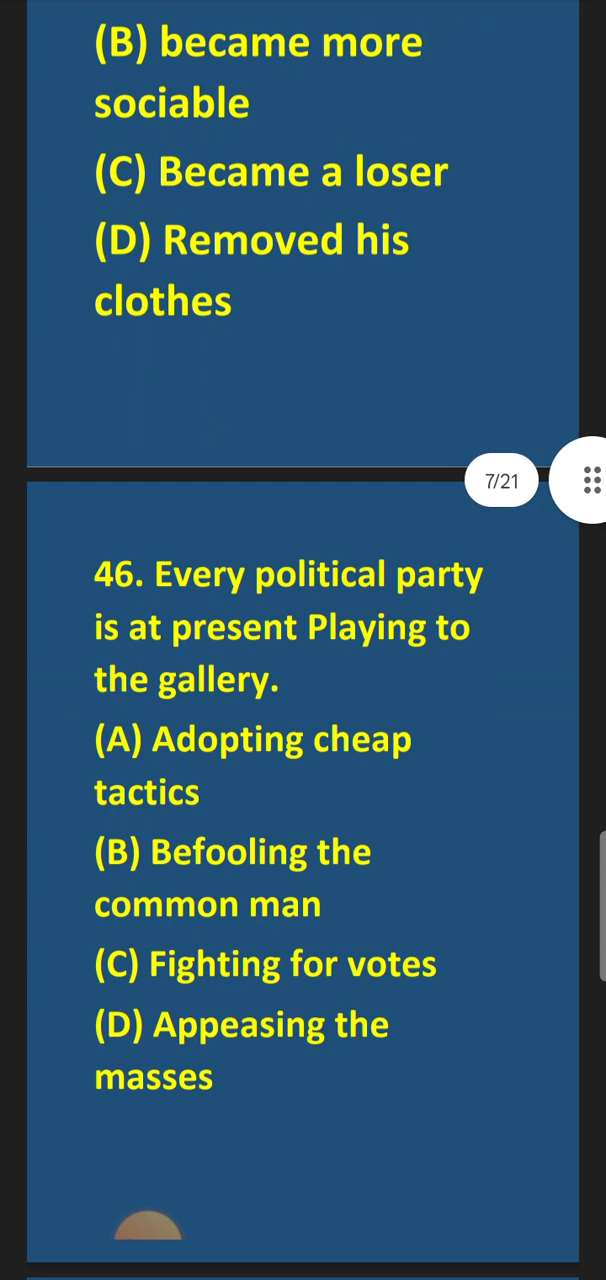 (B) became more
sociable
(C) Became a loser
(D) Removed his
clothes
7/21
46. Every political party
is at present Playing to
the gallery.
(A) Adopting cheap
tactics
(B) Befooling the
common man
(C) Fighting for votes
(D) Appeasing the
masses